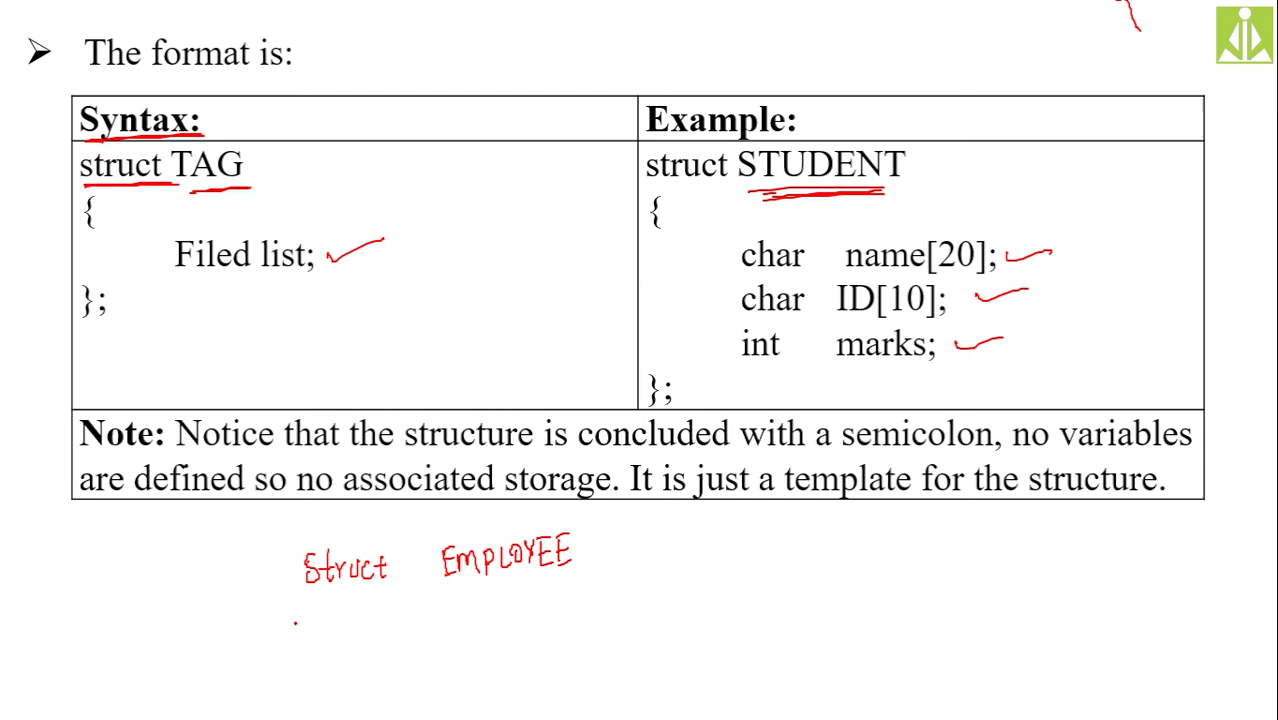 ➢ The format is:
Syntax:
struct TAG
{
Filed list;
};
Example:
struct STUDENT
{
char name[20];
char ID[10];
int marks;
};
Note: Notice that the structure is concluded with a semicolon, no variables
are defined so no associated storage. It is just a template for the structure.
Struct EMPLOYEE